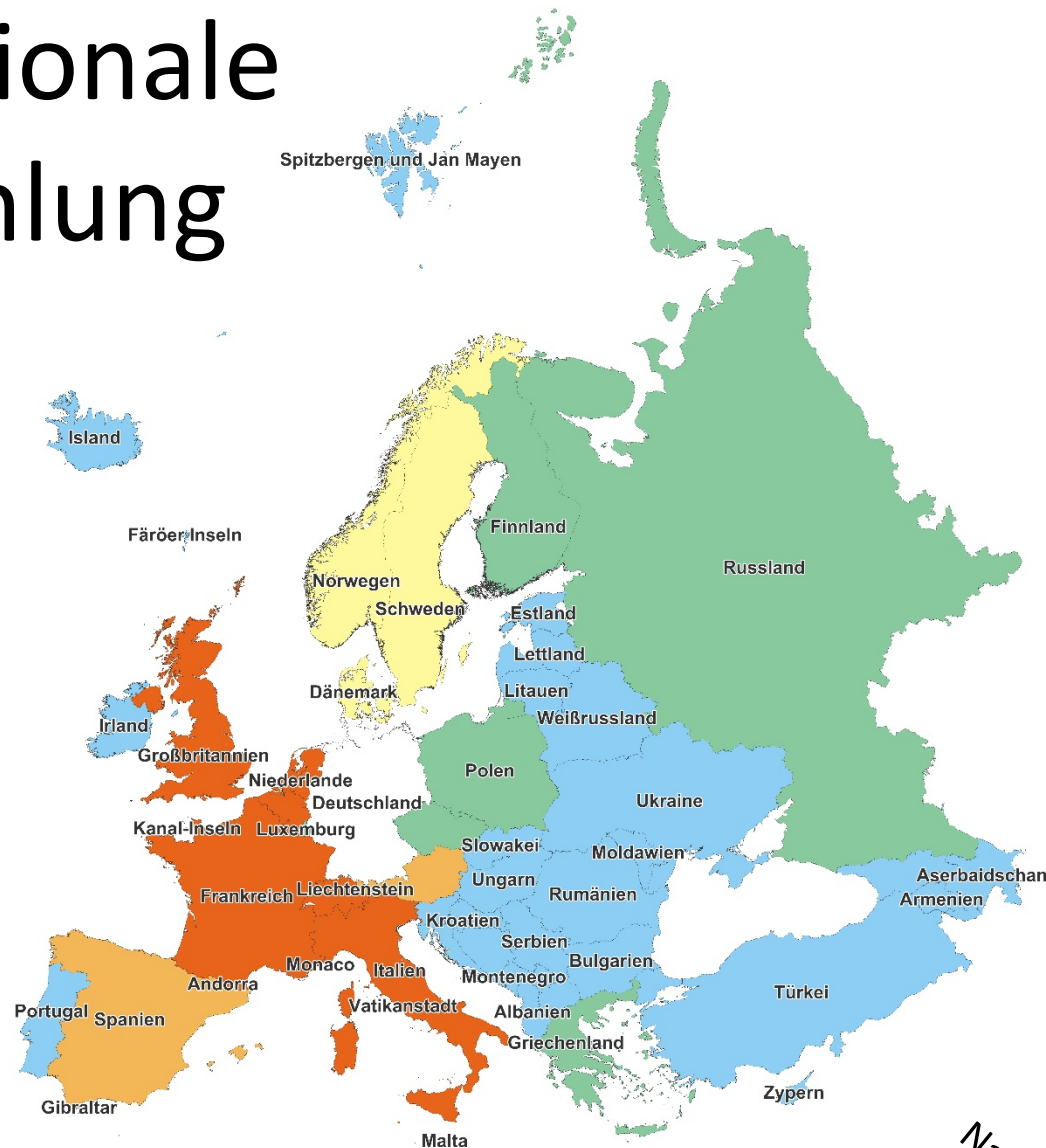 ionale
hlung
Spitzbergen und Jan Mayen
Island
Färöer-Inseln
Finnland
Russland
Norwegen
Schweden
Estland
Lettland
Dänemark
Litauen
Weißrussland
Irland
Großbritannien
Polen
Niederlande
Deutschland
Ukraine
Kanal-Inseln
Luxemburg
Slowakei
Moldawien
Ungarn
Aserbaidschan
Frankreich
Liechtenstein
Rumänien
Armenien
Kroatien
Serbien
Bulgarien
Monaco
Italien
Montenegro
Andorra
Türkei
Portugal
Spanien
Vatikanstadt
Albanien
Griechenland
Zypern
Gibraltar
Malta